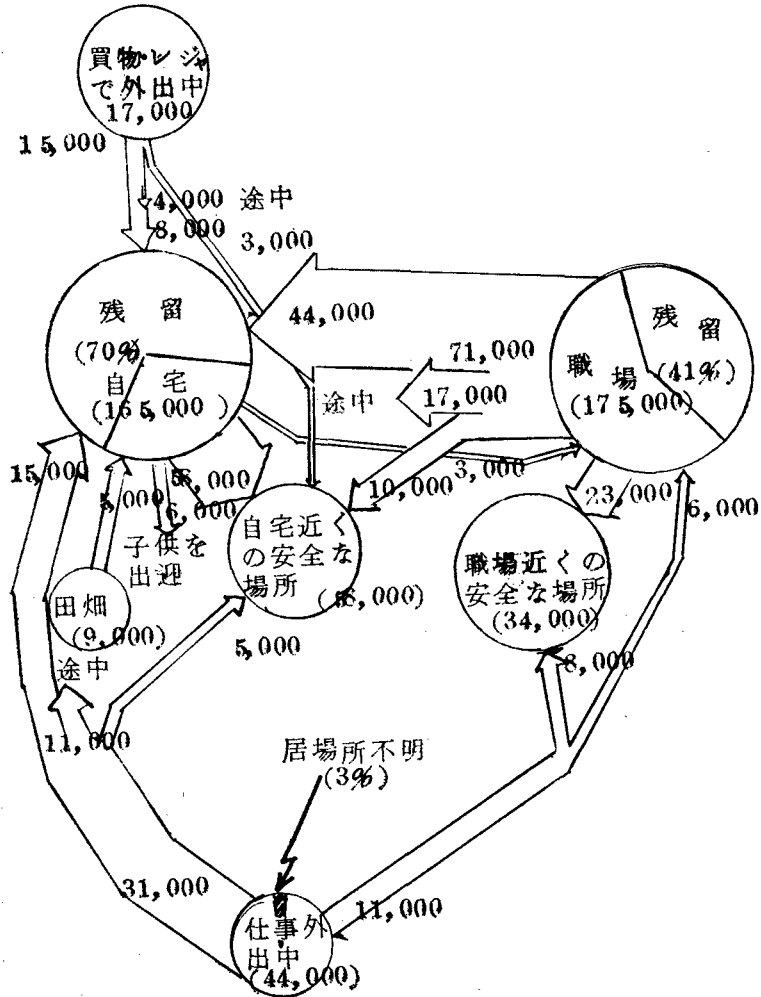 買物・レジャ
で外出中
17,000
15,000
4,000 途中
8,000
3,000
残 留
(70%)
自 宅
(165,000)
44,000
71,000
途中
17,000
残 留
職 場
(41%)
(175,000)
15,000
6,000
子供を
出迎
10,000
3,000
23,000
6,000
自宅近く
の安全な
場所
職場近くの
安全な場所
(34,000)
8,000
田畑
(9,000)
途中
5,000
11,000
居場所不明
(3%)
31,000
11,000
仕事外
出中
(44,000)